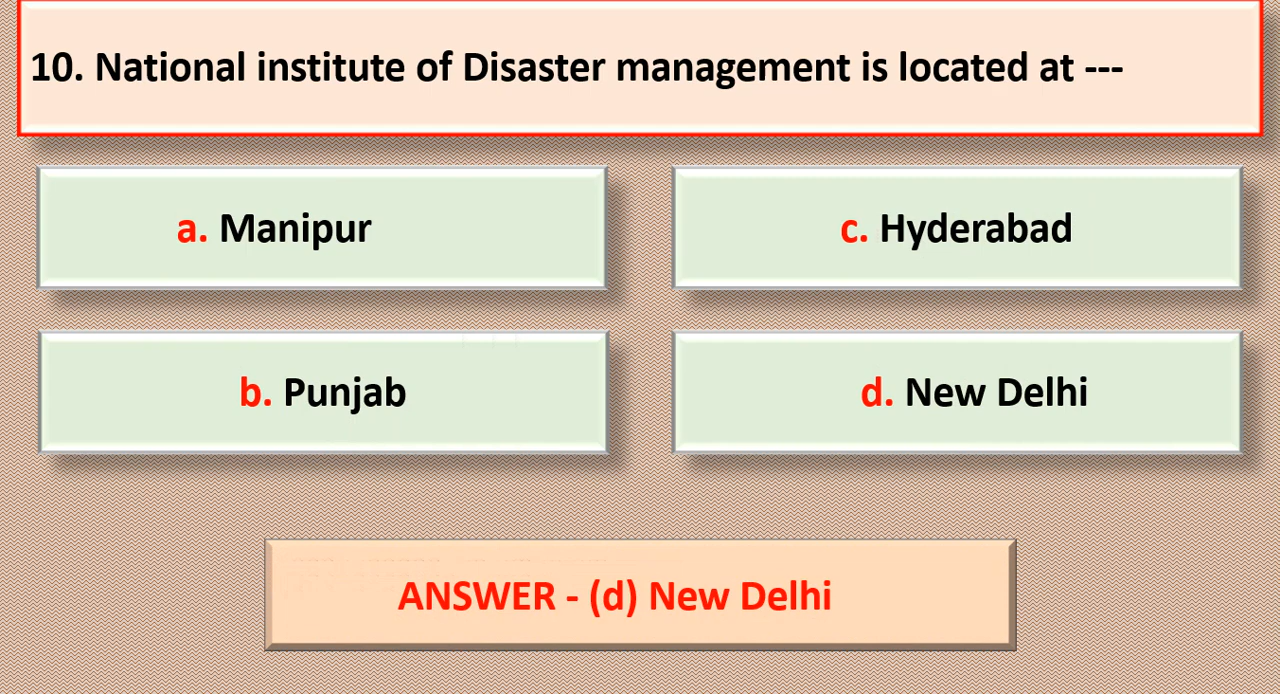 10. National institute of Disaster management is located at ---
a. Manipur
c. Hyderabad
b. Punjab
d. New Delhi
ANSWER - (d) New Delhi